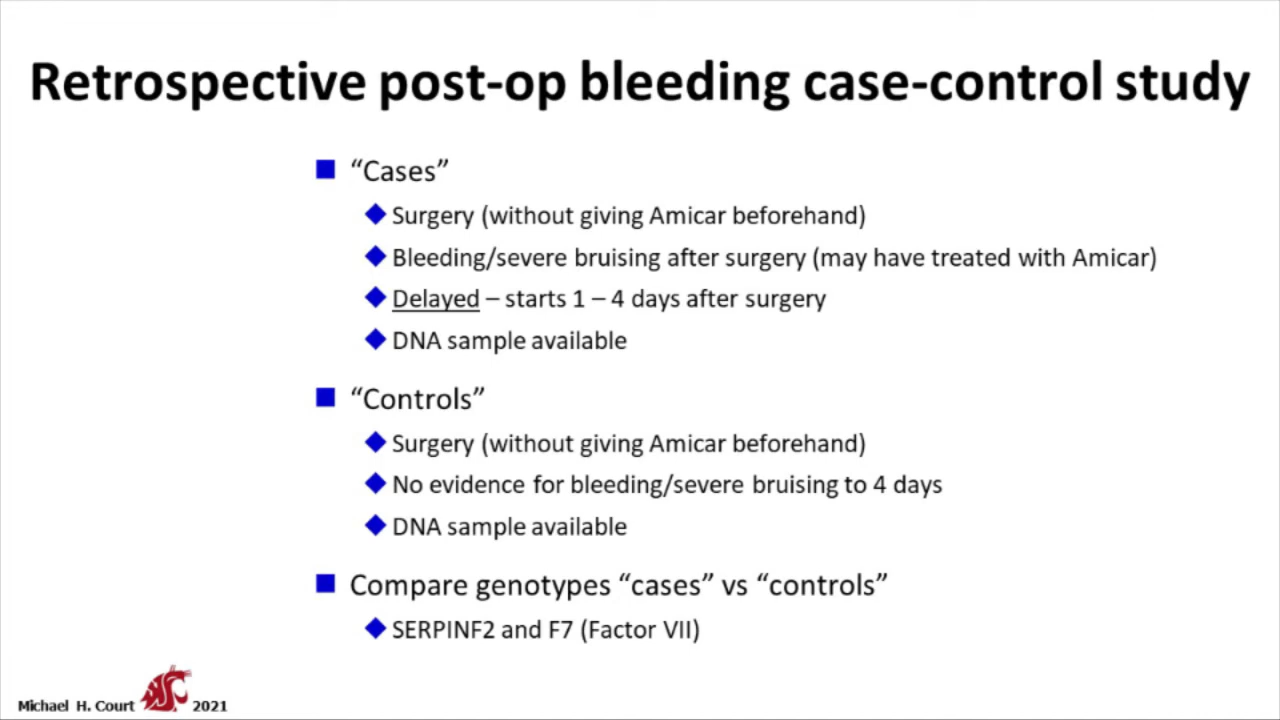 Retrospective post-op bleeding case-control study
“Cases”
Surgery (without giving Amicar beforehand)
Bleeding/severe bruising after surgery (may have treated with Amicar)
Delayed – starts 1 – 4 days after surgery
DNA sample available
“Controls”
Surgery (without giving Amicar beforehand)
No evidence for bleeding/severe bruising to 4 days
DNA sample available
Compare genotypes “cases” vs “controls”
SERPINF2 and F7 (Factor VII)
Michael H. Court 2021